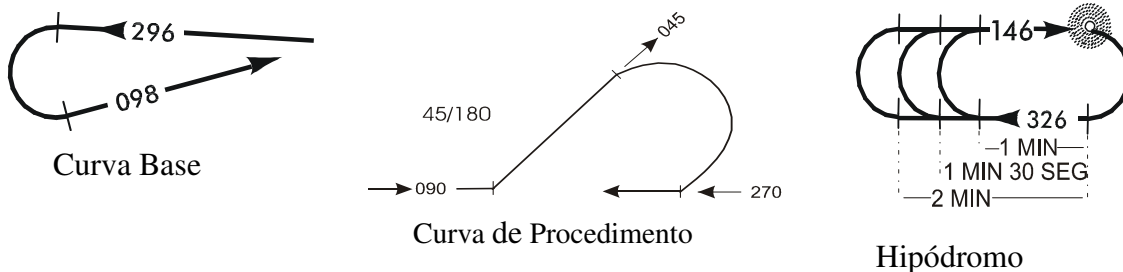 296
098
Curva Base
045
45/180
090
270
Curva de Procedimento
146
326
1 MIN
1 MIN 30 SEG
2 MIN
Hipódromo